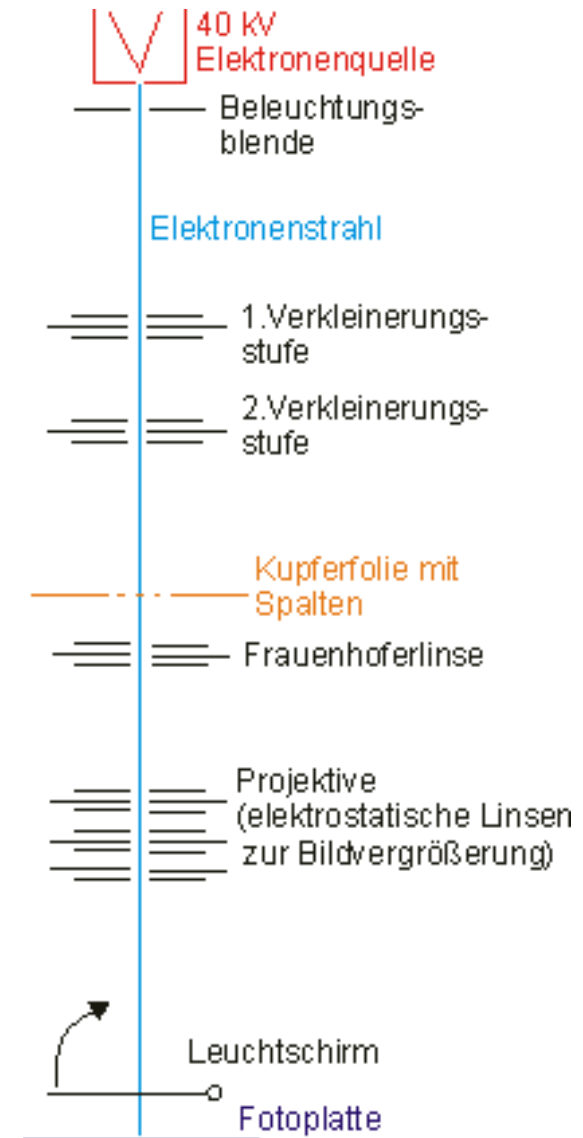 40 kV
Elektronenquelle
Beleuchtungs-
blende
Elektronenstrahl
1.Verkleinerungs-
stufe
2.Verkleinerungs-
stufe
Kupferfolie mit
Spalten
Frauenhoferlinse
Projektive
(elektrostatische Linsen
zur Bildvergrößerung)
Leuchtschirm
Fotoplatte